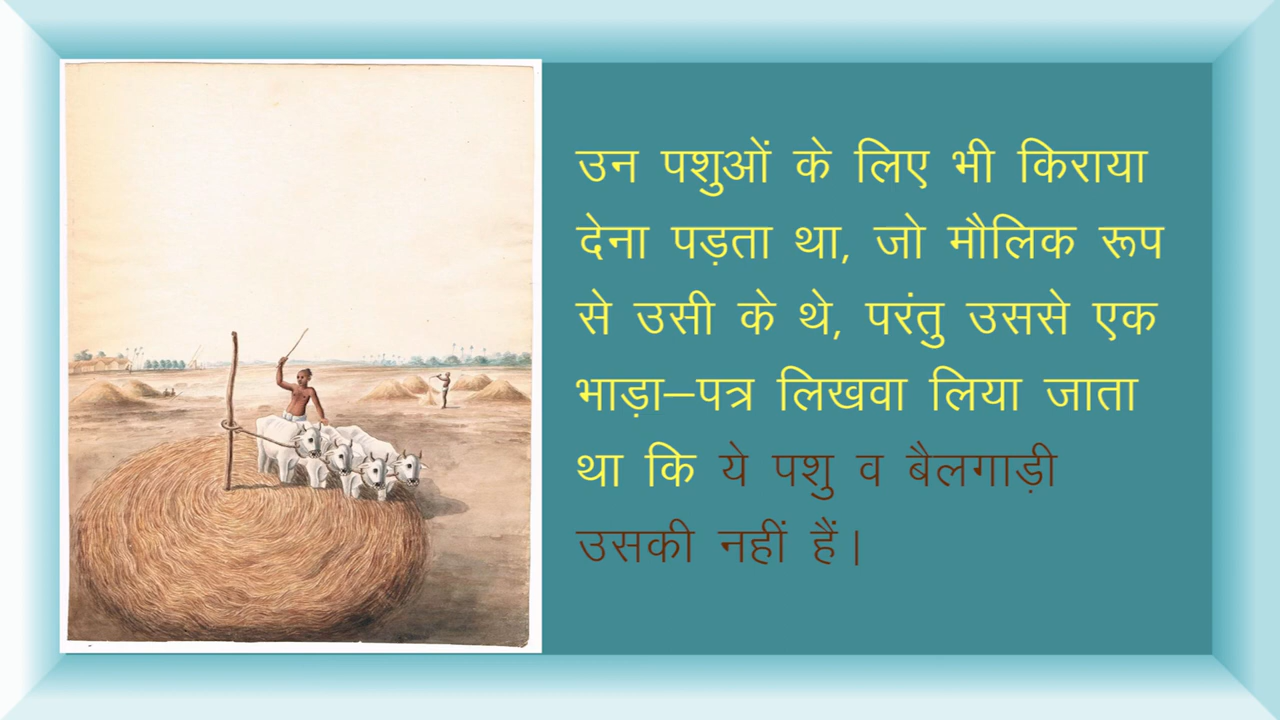 उन पशुओं के लिए भी किराया
देना पड़ता था, जो मौलिक रूप
से उसी के थे, परंतु उससे एक
भाड़ा–पत्र लिखवा लिया जाता
था कि ये पशु व बैलगाड़ी
उसकी नहीं हैं।